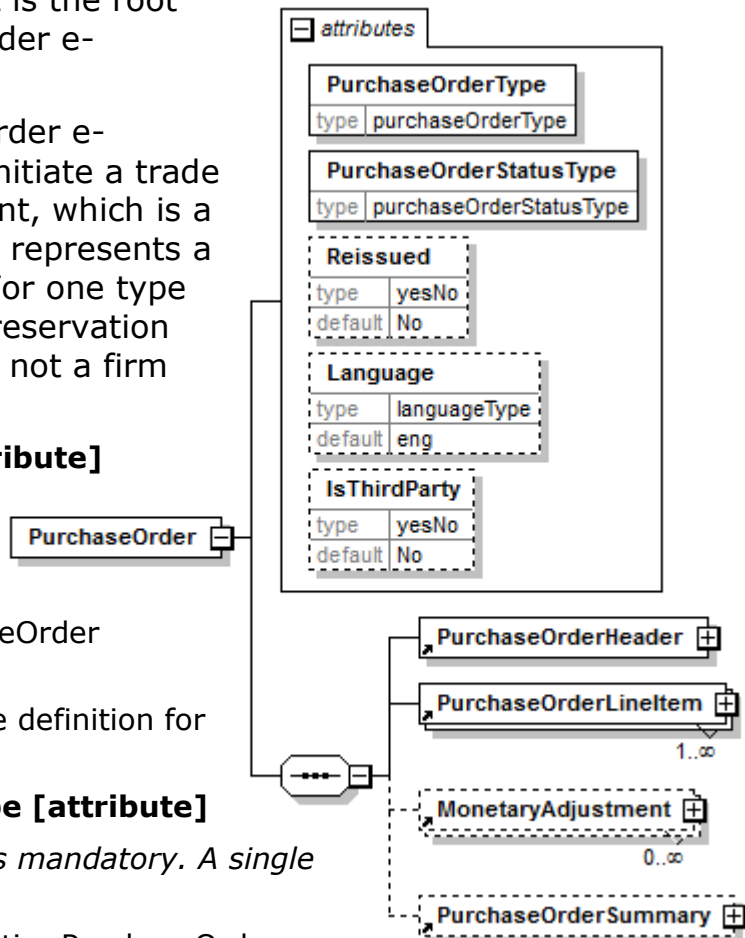 is the root
der e-
rder e-
nitiate a trade
nt, which is a
represents a
for one type
reservation
not a firm
ribute]
eOrder
e definition for
pe [attribute]
s mandatory. A single
attributes
PurchaseOrderType
type purchaseOrderType
PurchaseOrderStatusType
type purchaseOrderStatusType
Reissued
type yesNo
default No
Language
type languageType
default eng
IsThirdParty
type yesNo
default No
PurchaseOrder
PurchaseOrderHeader
PurchaseOrderLineItem
1..∞
MonetaryAdjustment
0..∞
PurchaseOrderSummary